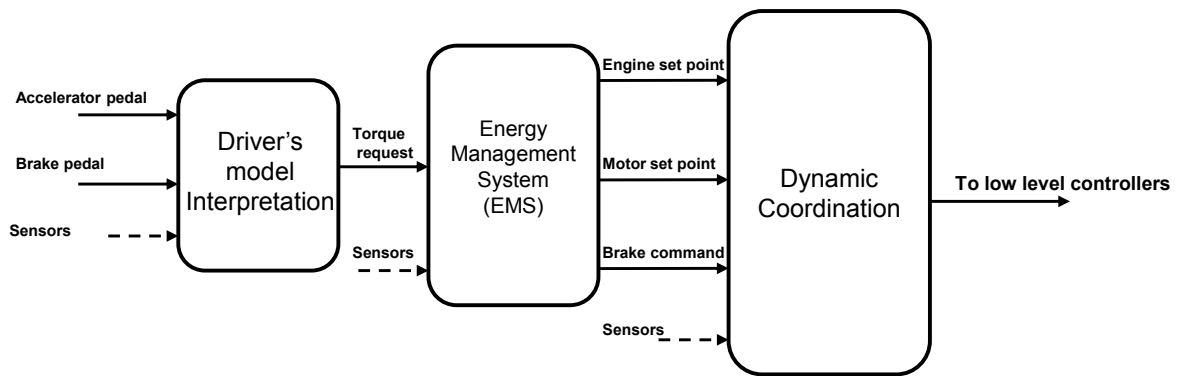 Accelerator pedal
Brake pedal
Sensors
Driver's
model
Interpretation
Torque
request
Sensors
Energy
Management
System
(EMS)
Engine set point
Motor set point
Brake command
Sensors
Dynamic
Coordination
To low level controllers